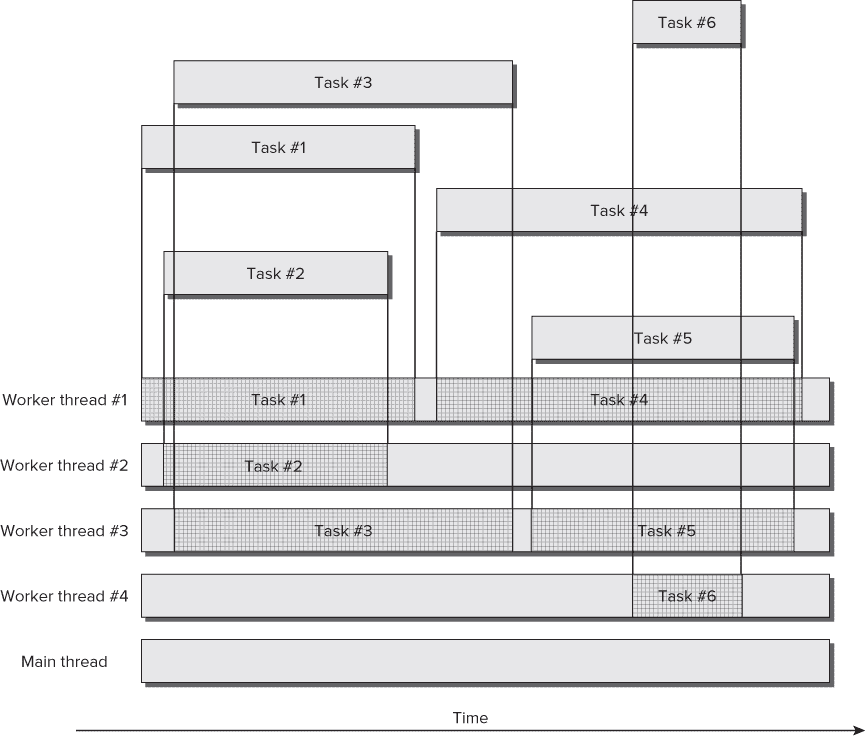 Task #6
Task #3
Task #1
Task #4
Task #2
Task #5
Worker thread #1 Task #1 Task #4
Worker thread #2 Task #2
Worker thread #3 Task #3 Task #5
Worker thread #4 Task #6
Main thread
Time